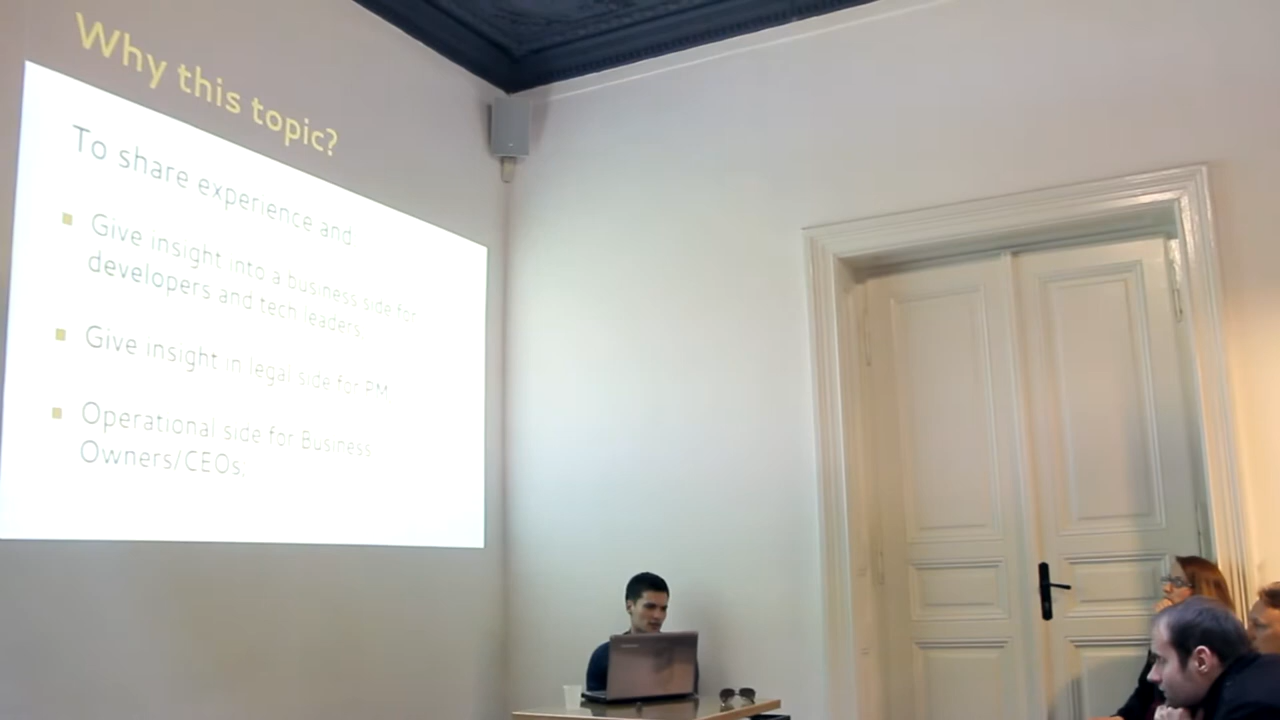 Why this topic?
To share experience and
Give insight into a business side for
developers and tech leaders;
Give insight in legal side for PM
Operational side for Business
Owners/CEOs;